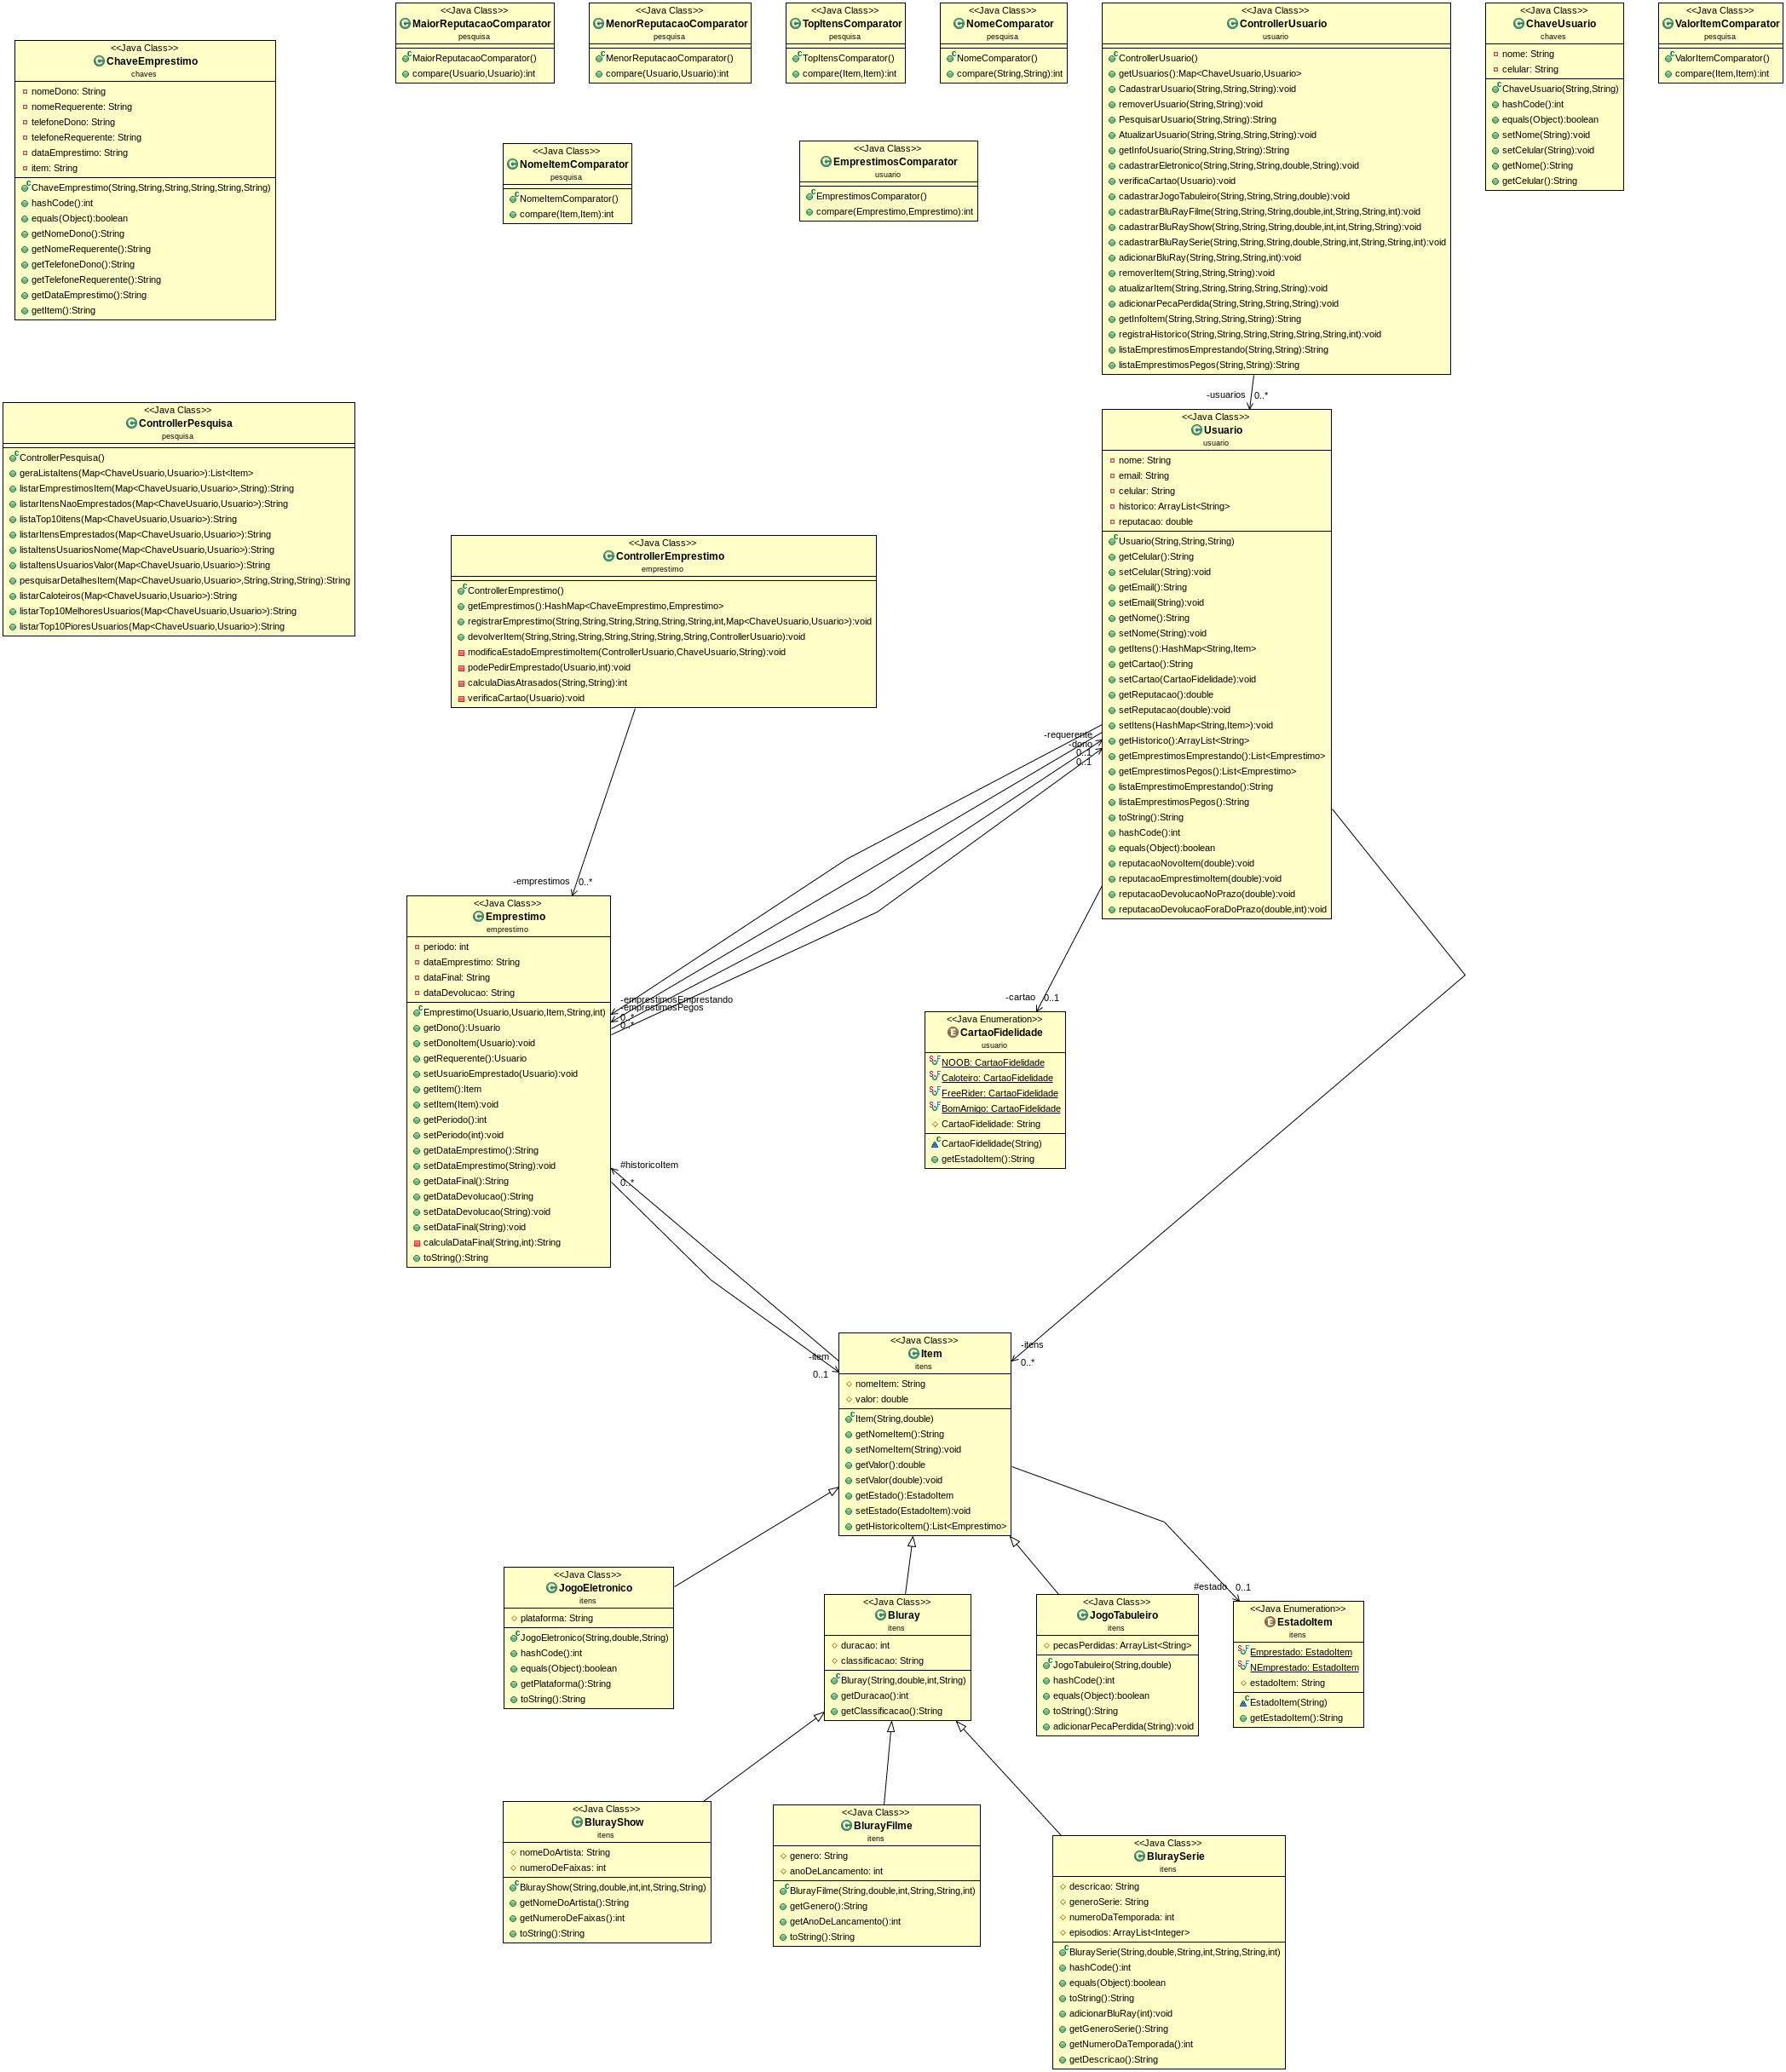 <<Java Class>>
ChaveEmprestimo
chaves
nomeDono: String
nomeRequerente: String
telefoneDono: String
telefoneRequerente: String
dataEmprestimo: String
item: String
ChaveEmprestimo(String,String,String,String,String,String)
hashCode():int
equals(Object):boolean
getNomeDono():String
getNomeRequerente():String
getTelefoneDono():String
getTelefoneRequerente():String
getDataEmprestimo():String
getItem():String
<<Java Class>>
MaiorReputacaoComparator
pesquisa
MaiorReputacaoComparator()
compare(Usuario,Usuario):int
<<Java Class>>
MenorReputacaoComparator
pesquisa
MenorReputacaoComparator()
compare(Usuario,Usuario):int
<<Java Class>>
TopItensComparator
pesquisa
TopItensComparator()
compare(Item,Item):int
<<Java Class>>
NomeComparator
pesquisa
NomeComparator()
compare(String,String):int
<<Java Class>>
ControllerUsuario
usuario
ControllerUsuario()
getUsuarios():Map<ChaveUsuario,Usuario>
CadastrarUsuario(String,String,String):void
removerUsuario(String,String):void
PesquisarUsuario(String,String):String
AtualizarUsuario(String,String,String,String):void
getInfoUsuario(String,String,String):String
cadastrarEletronico(String,String,String,double,String):void
verificaCartao(Usuario):void
cadastrarJogoTabuleiro(String,String,String,double):void
cadastrarBluRayFilme(String,String,String,double,int,String,String,int):void
cadastrarBluRayShow(String,String,String,double,int,int,String,String):void
cadastrarBluRaySerie(String,String,String,double,String,int,String,String,int):void
adicionarBluRay(String,String,String,int):void
removerItem(String,String,String):void
atualizarItem(String,String,String,String,String):void
adicionarPecaPerdida(String,String,String,String):void
getInfoItem(String,String,String,String):String
registraHistorico(String,String,String,String,String,String,int):void
listaEmprestimosEmprestando(String,String):String
listaEmprestimosPegos(String,String):String
<<Java Class>>
ChaveUsuario
chaves
nome: String
celular: String
ChaveUsuario(String,String)
hashCode():int
equals(Object):boolean
setNome(String):void
setCelular(String):void
getNome():String
getCelular():String
<<Java Class>>
ValorItemComparator
pesquisa
ValorItemComparator()
compare(Item,Item):int
<<Java Class>>
NomeItemComparator
pesquisa
NomeItemComparator()
compare(Item,Item):int
<<Java Class>>
EmprestimosComparator
usuario
EmprestimosComparator()
compare(Emprestimo,Emprestimo):int
-usuarios
0..*
<<Java Class>>
ControllerPesquisa
pesquisa
ControllerPesquisa()
geraListaItens(Map<ChaveUsuario,Usuario>):List<Item>
listarEmprestimosItem(Map<ChaveUsuario,Usuario>,String):String
listarItensNaoEmprestados(Map<ChaveUsuario,Usuario>):String
listaTop10itens(Map<ChaveUsuario,Usuario>):String
listarItensEmprestados(Map<ChaveUsuario,Usuario>):String
listaItensUsuariosNome(Map<ChaveUsuario,Usuario>):String
listaItensUsuariosValor(Map<ChaveUsuario,Usuario>):String
pesquisarDetalhesItem(Map<ChaveUsuario,Usuario>,String,String,String):String
listarCaloteiros(Map<ChaveUsuario,Usuario>):String
listarTop10MelhoresUsuarios(Map<ChaveUsuario,Usuario>):String
listarTop10PioresUsuarios(Map<ChaveUsuario,Usuario>):String
<<Java Class>>
ControllerEmprestimo
emprestimo
ControllerEmprestimo()
getEmprestimos():HashMap<ChaveEmprestimo,Emprestimo>
registrarEmprestimo(String,String,String,String,String,String,int,Map<ChaveUsuario,Usuario>):void
devolverItem(String,String,String,String,String,String,String,ControllerUsuario):void
modificaEstadoEmprestimoItem(ControllerUsuario,ChaveUsuario,String):void
podePedirEmprestado(Usuario,int):void
calculaDiasAtrasados(String,String):int
verificaCartao(Usuario):void
<<Java Class>>
Usuario
usuario
nome: String
email: String
celular: String
historico: ArrayList<String>
reputacao: double
Usuario(String,String,String)
getCelular():String
setCelular(String):void
getEmail():String
setEmail(String):void
getNome():String
setNome(String):void
getItens():HashMap<String,Item>
getCartao():String
setCartao(CartaoFidelidade):void
getReputacao():double
setReputacao(double):void
setItens(HashMap<String,Item>):void
getHistorico():ArrayList<String>
getEmprestimosEmprestando():List<Emprestimo>
getEmprestimosPegos():List<Emprestimo>
listaEmprestimoEmprestando():String
listaEmprestimosPegos():String
toString():String
hashCode():int
equals(Object):boolean
reputacaoNovoItem(double):void
reputacaoEmprestimoItem(double):void
reputacaoDevolucaoNoPrazo(double):void
reputacaoDevolucaoForaDoPrazo(double,int):void
-requerente
-dono
0..1
0..1
-emprestimos
0..*
<<Java Class>>
Emprestimo
emprestimo
periodo: int
dataEmprestimo: String
dataFinal: String
dataDevolucao: String
Emprestimo(Usuario,Usuario,Item,String,int)
getDono():Usuario
setDonoItem(Usuario):void
getRequerente():Usuario
setUsuarioEmprestado(Usuario):void
getItem():Item
setItem(Item):void
getPeriodo():int
setPeriodo(int):void
getDataEmprestimo():String
setDataEmprestimo(String):void
getDataFinal():String
getDataDevolucao():String
setDataDevolucao(String):void
setDataFinal(String):void
calculaDataFinal(String,int):String
toString():String
-emprestimosEmprestando
-emprestimosPegos
0..*
0..*
-cartao
0..1
<<Java Enumeration>>
CartaoFidelidade
usuario
NOOB: CartaoFidelidade
Caloteiro: CartaoFidelidade
FreeRider: CartaoFidelidade
BomAmigo: CartaoFidelidade
CartaoFidelidade: String
CartaoFidelidade(String)
getEstadoItem():String
#historicoItem
0..*
-item
0..1
-itens
0..*
<<Java Class>>
Item
itens
nomeItem: String
valor: double
Item(String,double)
getNomeItem():String
setNomeItem(String):void
getValor():double
setValor(double):void
getEstado():EstadoItem
setEstado(EstadoItem):void
getHistoricoItem():List<Emprestimo>
<<Java Class>>
JogoEletronico
itens
plataforma: String
JogoEletronico(String,double,String)
hashCode():int
equals(Object):boolean
getPlataforma():String
toString():String
<<Java Class>>
Bluray
itens
duracao: int
classificacao: String
Bluray(String,double,int,String)
getDuracao():int
getClassificacao():String
<<Java Class>>
JogoTabuleiro
itens
pecasPerdidas: ArrayList<String>
JogoTabuleiro(String,double)
hashCode():int
equals(Object):boolean
toString():String
adicionarPecaPerdida(String):void
#estado
0..1
<<Java Enumeration>>
EstadoItem
itens
Emprestado: EstadoItem
NEmprestado: EstadoItem
estadoItem: String
EstadoItem(String)
getEstadoItem():String
<<Java Class>>
BlurayShow
itens
nomeDoArtista: String
numeroDeFaixas: int
BlurayShow(String,double,int,int,String,String)
getNomeDoArtista():String
getNumeroDeFaixas():int
toString():String
<<Java Class>>
BlurayFilme
itens
genero: String
anoDeLancamento: int
BlurayFilme(String,double,int,String,String,int)
getGenero():String
getAnoDeLancamento():int
toString():String
<<Java Class>>
BluraySerie
itens
descricao: String
generoSerie: String
numeroDaTemporada: int
episodios: ArrayList<Integer>
BluraySerie(String,double,String,int,String,String,int)
hashCode():int
equals(Object):boolean
toString():String
adicionarBluRay(int):void
getGeneroSerie():String
getNumeroDaTemporada():int
getDescricao():String